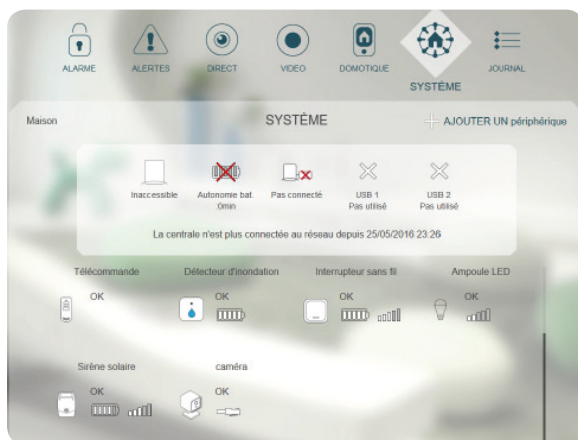 ALARME ALERTES DIRECT VIDEO DOMOTIQUE SYSTÈME JOURNAL
Maison SYSTÈME AJOUTER UN périphérique
Inaccessible Autonomie bat. Pas connecté USB 1 USB 2
:0min Pas utilisé Pas utilisé
La centrale n'est plus connectée au réseau depuis 25/05/2016 23:26
Télécommande Détecteur d'inondation Interrupteur sans fil Ampoule LED
OK OK OK OK
Sirène solaire caméra
OK OK